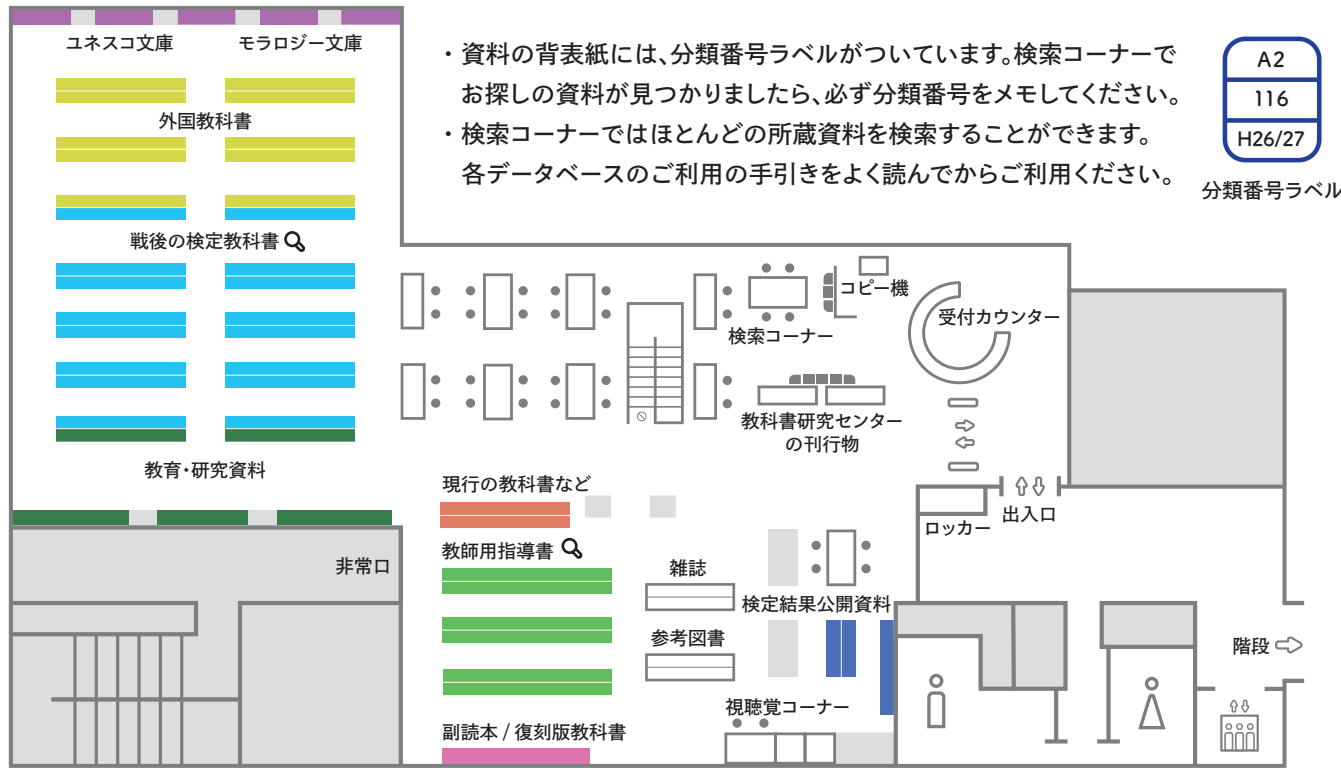 ・資料の背表紙には、分類番号ラベルがついています。検索コーナーで
お探しの資料が見つかりましたら、必ず分類番号をメモしてください。
・検索コーナーではほとんどの所蔵資料を検索することができます。
各データベースのご利用の手引きをよく読んでからご利用ください。
A2
116
H26/27
分類番号ラベル
ユネスコ文庫
モラロジー文庫
外国教科書
戦後の検定教科書
教育・研究資料
非常口
コピー機
検索コーナー
受付カウンター
教科書研究センター
の刊行物
現行の教科書など
教師用指導書
雑誌
参考図書
検定結果公開資料
ロッカー
出入口
視聴覚コーナー
副読本 / 復刻版教科書
階段